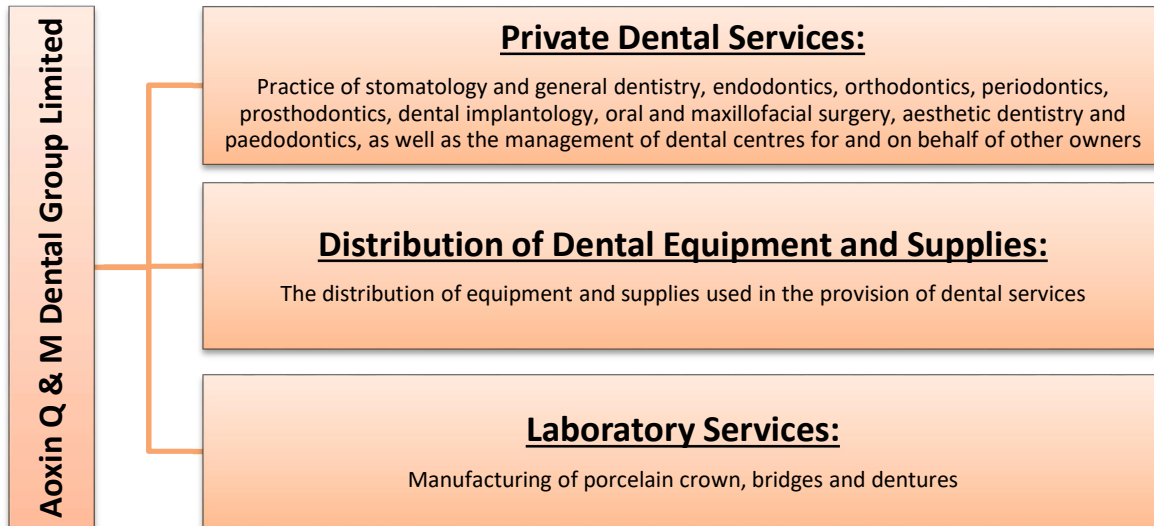 Aoxin Q & M Dental Group Limited
Private Dental Services:
Practice of stomatology and general dentistry, endodontics, orthodontics, periodontics,
prosthodontics, dental implantology, oral and maxillofacial surgery, aesthetic dentistry and
paedodontics, as well as the management of dental centres for and on behalf of other owners
Distribution of Dental Equipment and Supplies:
The distribution of equipment and supplies used in the provision of dental services
Laboratory Services:
Manufacturing of porcelain crown, bridges and dentures